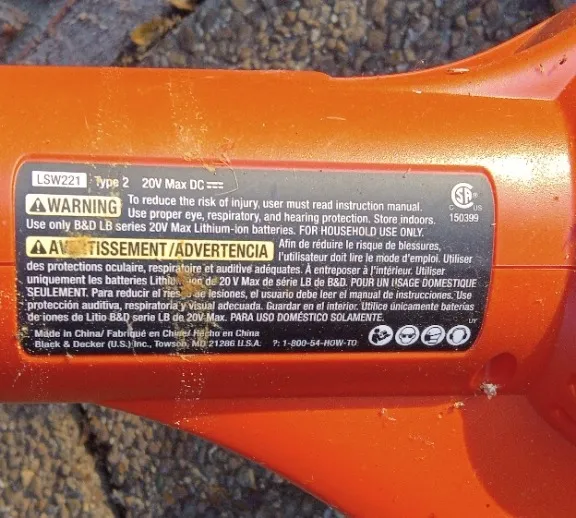 LSW221 Type 2 20V Max DC
WARNING To reduce the risk of injury, user must read instruction manual.
Use proper eye, respiratory, and hearing protection. Store indoors.
Use only B&D LB series 20V Max Lithium-ion batteries. FOR HOUSEHOLD USE ONLY.
SA
C US
150399
AVERTISSEMENT/ADVERTENCIA Afin de réduire le risque de blessures,
l'utilisateur doit lire le mode d'emploi. Utiliser
des protections oculaire, respiratoire et auditive adéquates. À entreposer à l'intérieur. Utiliser
uniquement les batteries Lithium-ion de 20 V Max de série LB de B&D. POUR UN USAGE DOMESTIQUE
SEULEMENT. Para reducir el riesgo de lesiones, el usuario debe leer el manual de instrucciones. Use
protección auditiva, respiratoria y visual adecuada. Guardar en el interior. Utilice únicamente baterías
de iones de Litio B&D serie LB de 20V Max. PARA USO DOMÉSTICO SOLAMENTE.
Made in China/ Fabriqué en Chine/ Hecho en China
Black & Decker (U.S.) Inc., Towson, MD 21286 U.S.A. ?: 1-800-54-HOW-TO